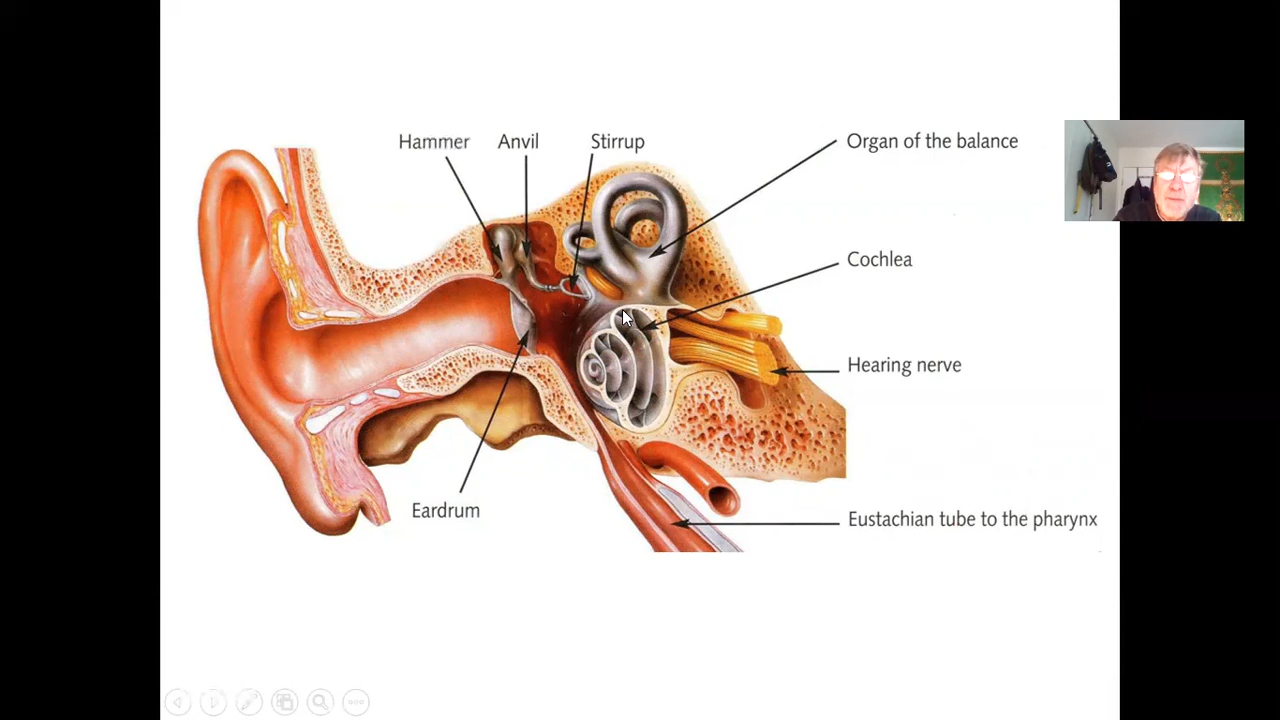 Hammer
Anvil
Stirrup
Organ of the balance
Cochlea
Hearing nerve
Eardrum
Eustachian tube to the pharynx